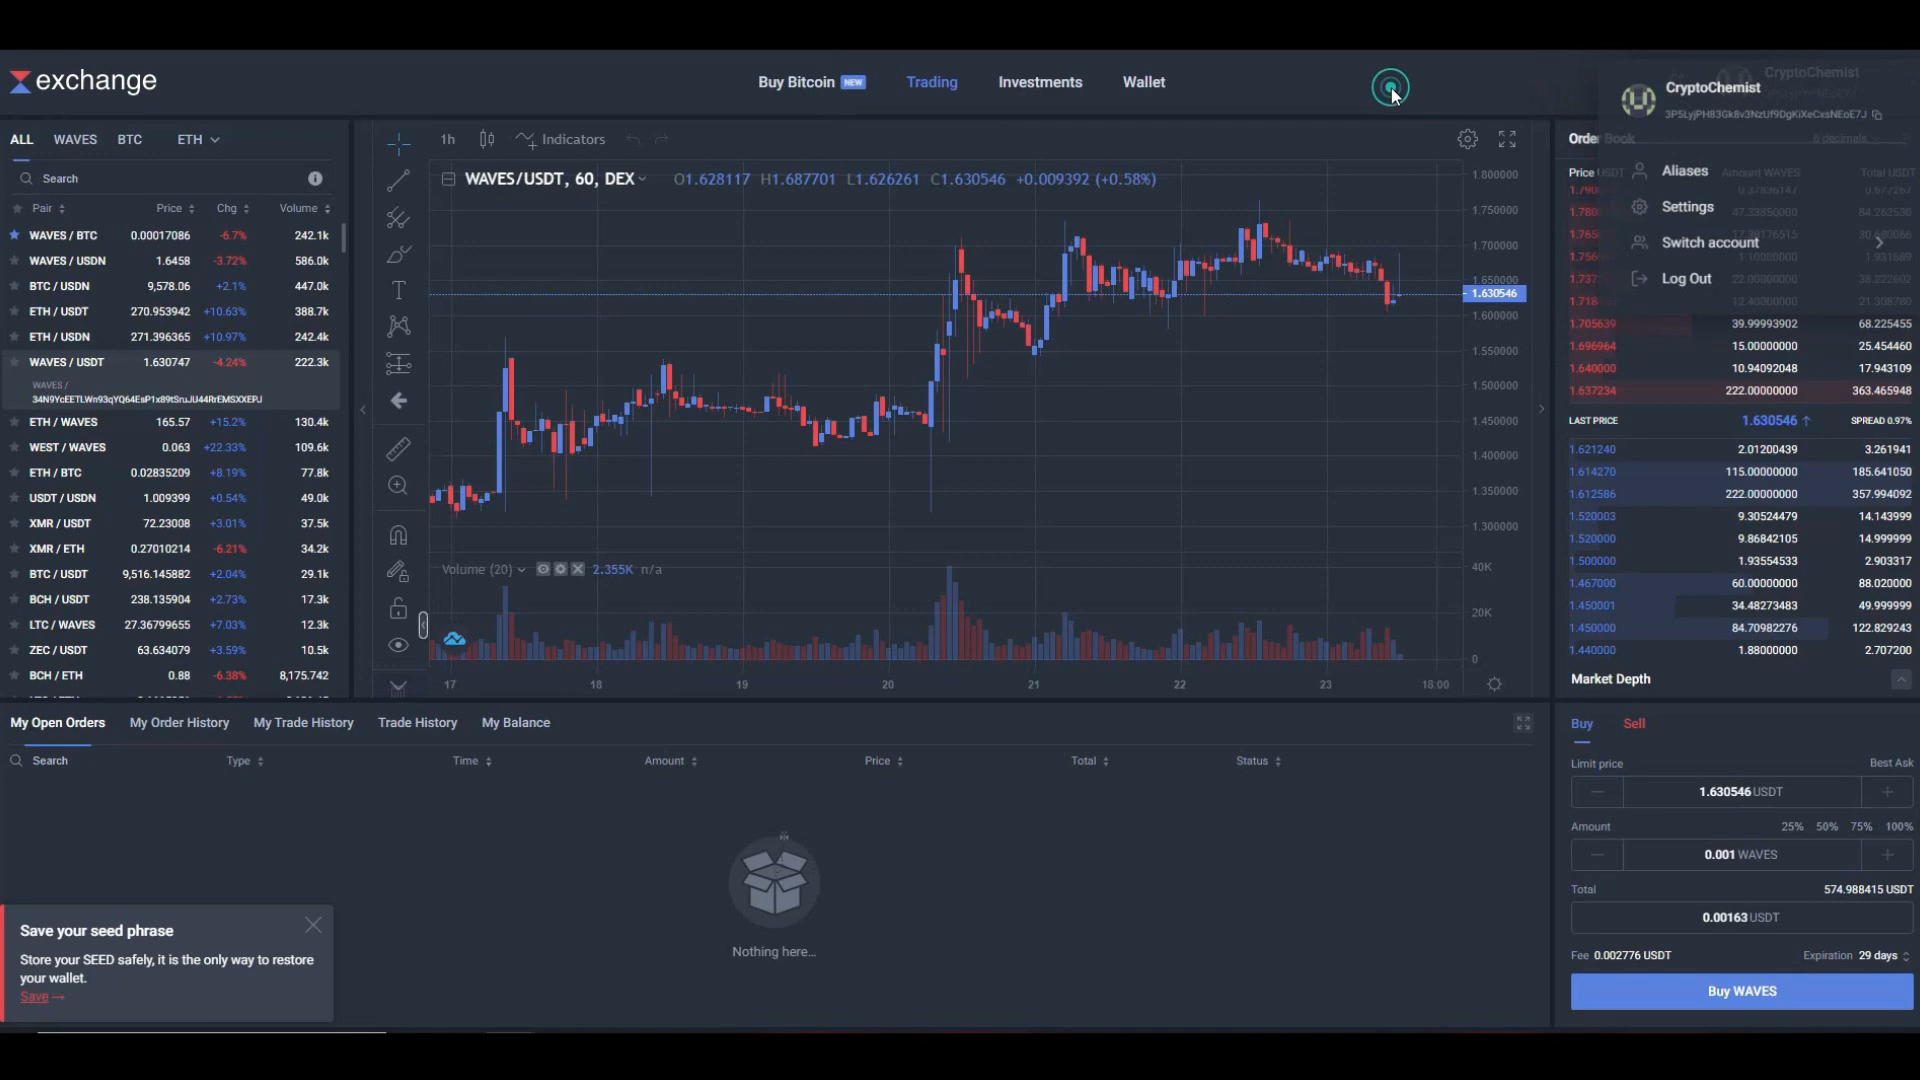 exchange
Buy Bitcoin NEW
Trading
Investments
Wallet
CryptoChemist
ALL WAVES BTC ETH
Search
Pair Price Chg Volume
WAVES / BTC 0.00017086 -6.7% 242.1k
WAVES / USDN 1.6458 -3.72% 586.0k
BTC / USDN 9,578.06 +2.1% 447.0k
ETH / USDT 270.953942 +10.63% 388.7k
ETH / USDN 271.396365 +10.97% 242.4k
WAVES / USDT 1.630747 -4.24% 222.3k
WAVES /
ETH / WAVES 165.57 +15.2% 130.4k
WEST / WAVES 0.063 +22.33% 109.6k
ETH / BTC 0.02835209 +8.19% 77.8k
USDT / USDN 1.009399 +0.54% 49.0k
XMR / USDT 72.23008 +3.01% 37.5k
XMR / ETH 0.27010214 -6.21% 34.2k
BTC / USDT 9,516.145882 +2.04% 29.1k
BCH / USDT 238.135904 +2.73% 17.3k
LTC / WAVES 27.36799655 +7.03% 12.3k
ZEC / USDT 63.634079 +3.59% 10.5k
BCH / ETH 0.88 -6.38% 8,175.742
1h Indicators
WAVES/USDT, 60, DEX O1.628117 H1.687701 L1.626261 C1.630546 +0.009392 (+0.58%)
1.800000
1.750000
1.700000
1.650000
1.630546
1.600000
1.550000
1.500000
1.450000
1.400000
1.350000
1.300000
Volume (20) 2.355K n/a
40K
20K
0
17 18 19 20 21 22 23 18:00
Order Book 6 decimals
Price USDT Amount WAVES Total USDT
Aliases
Settings
Switch account
Log Out
1.705639 39.99993902 68.225455
1.696964 15.00000000 25.454460
1.640000 10.94092048 17.943109
1.637234 222.00000000 363.465948
LAST PRICE 1.630546 ↑ SPREAD 0.97%
1.621240 2.01200439 3.261941
1.614270 115.00000000 185.641050
1.612586 222.00000000 357.994092
1.520003 9.30524479 14.143999
1.520000 9.86842105 14.999999
1.500000 1.93554533 2.903317
1.467000 60.00000000 88.020000
1.450001 34.48273483 49.999999
1.450000 84.70982276 122.829243
1.440000 1.88000000 2.707200
Market Depth
My Open Orders My Order History My Trade History Trade History My Balance
Search Type Time Amount Price Total Status
Nothing here...
Save your seed phrase
Store your SEED safely, it is the only way to restore
your wallet.
Save →
Buy Sell
Limit price Best Ask
1.630546 USDT
Amount 25% 50% 75% 100%
0.001 WAVES
Total 574.988415 USDT
0.00163 USDT
Fee 0.002776 USDT Expiration 29 days
Buy WAVES